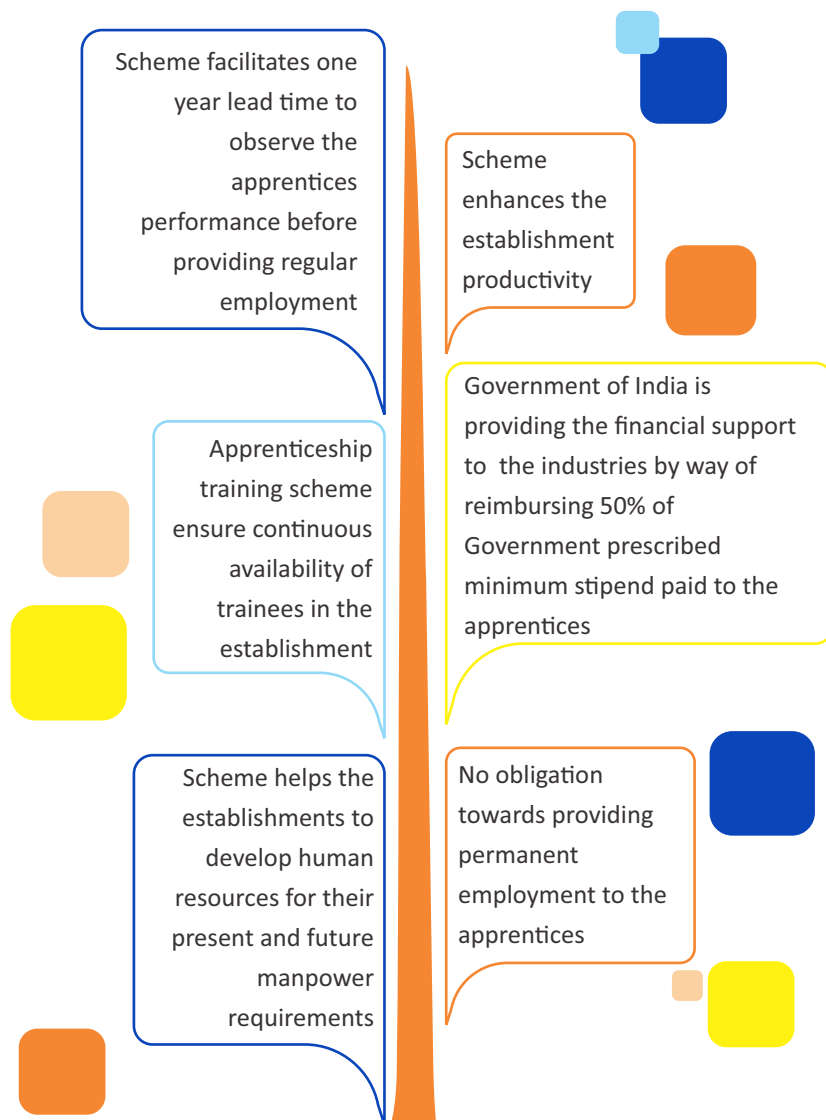 Scheme facilitates one
year lead time to
observe the
apprentices
performance before
providing regular
employment
Scheme
enhances the
establishment
productivity
Apprenticeship
training scheme
ensure continuous
availability of
trainees in the
establishment
Government of India is
providing the financial support
to the industries by way of
reimbursing 50% of
Government prescribed
minimum stipend paid to the
apprentices
Scheme helps the
establishments to
develop human
resources for their
present and future
manpower
requirements
No obligation
towards providing
permanent
employment to the
apprentices